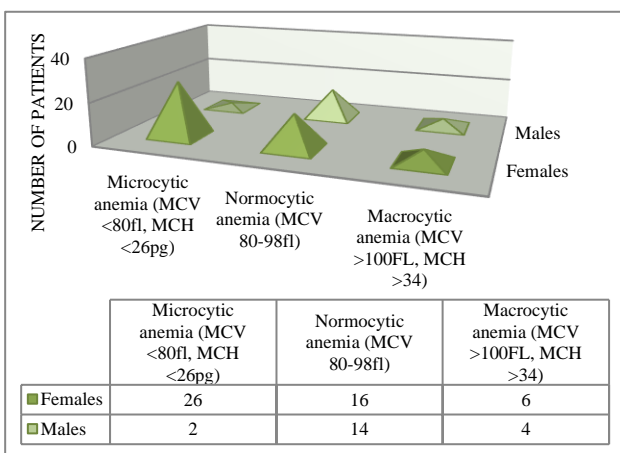 NUMBER OF PATIENTS
40
20
0
Males
Females
Microcytic
anemia (MCV
<80fl, MCH
<26pg)
Normocytic
anemia (MCV
80-98fl)
Macrocytic
anemia (MCV
>100FL, MCH
>34)
Microcytic
anemia (MCV
<80fl, MCH
<26pg)
Normocytic
anemia (MCV
80-98fl)
Macrocytic
anemia (MCV
>100FL, MCH
>34)
Females 26 16 6
Males 2 14 4